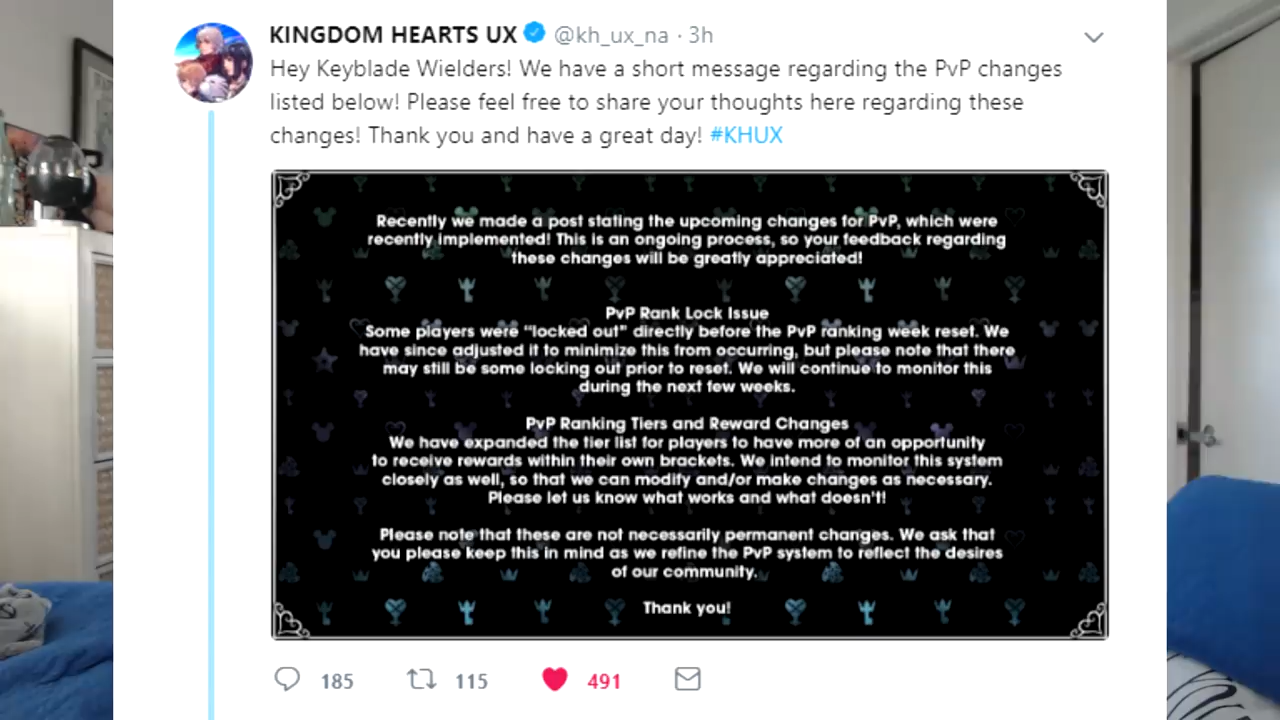 KINGDOM HEARTS UX @kh_ux_na · 3h
Hey Keyblade Wielders! We have a short message regarding the PvP changes
listed below! Please feel free to share your thoughts here regarding these
changes! Thank you and have a great day! #KHUX
Recently we made a post stating the upcoming changes for PvP, which were
recently implemented! This is an ongoing process, so your feedback regarding
these changes will be greatly appreciated!
PvP Rank Lock Issue
Some players were "locked out" directly before the PvP ranking week reset. We
have since adjusted it to minimize this from occurring, but please note that there
may still be some locking out prior to reset. We will continue to monitor this
during the next few weeks.
PvP Ranking Tiers and Reward Changes
We have expanded the tier list for players to have more of an opportunity
to receive rewards within their own brackets. We intend to monitor this system
closely as well, so that we can modify and/or make changes as necessary.
Please let us know what works and what doesn't!
Please note that these are not necessarily permanent changes. We ask that
you please keep this in mind as we refine the PvP system to reflect the desires
of our community.
Thank you!
185 115 491